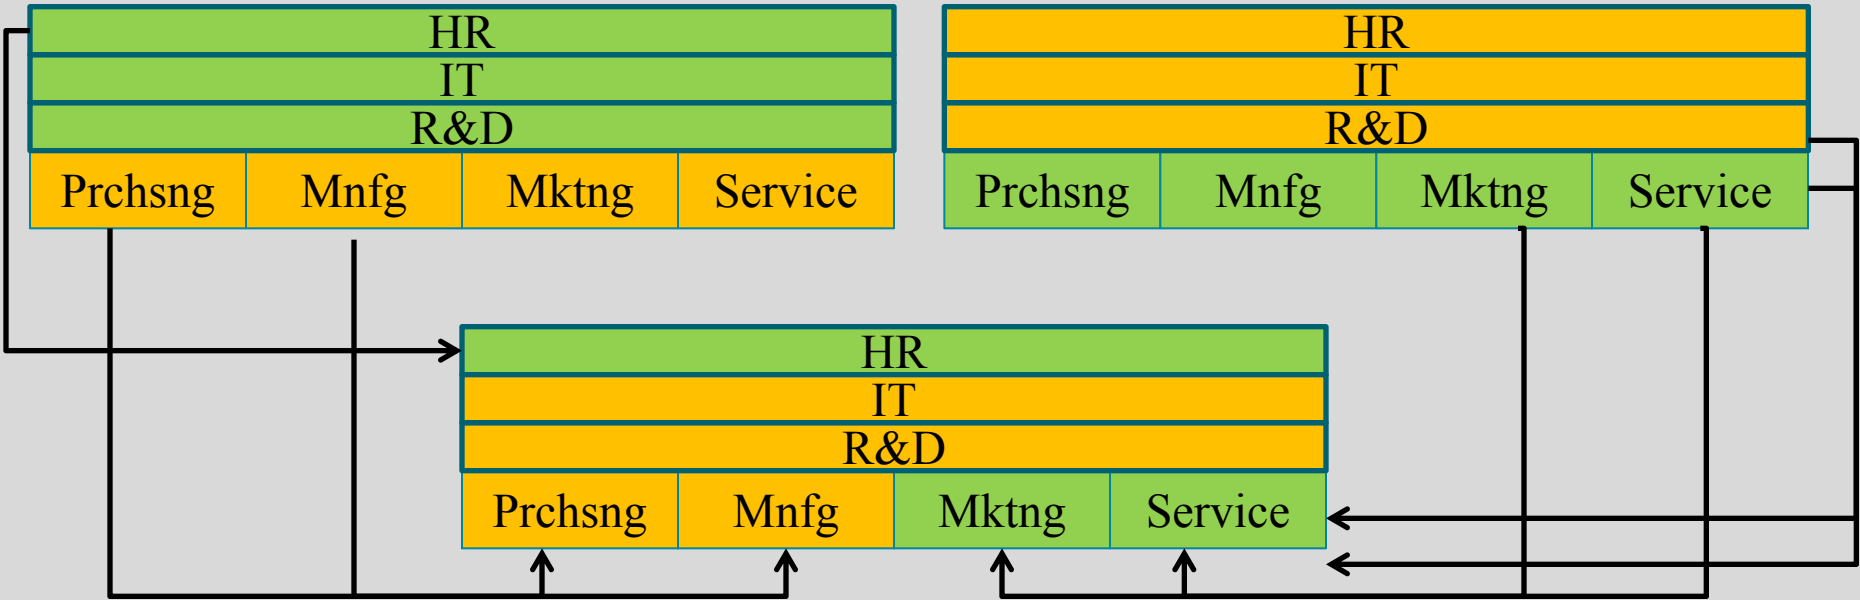 HR
IT
R&D
Prchsng Mnfg Mktng Service
HR
IT
R&D
Prchsng Mnfg Mktng Service
HR
IT
R&D
Prchsng Mnfg Mktng Service